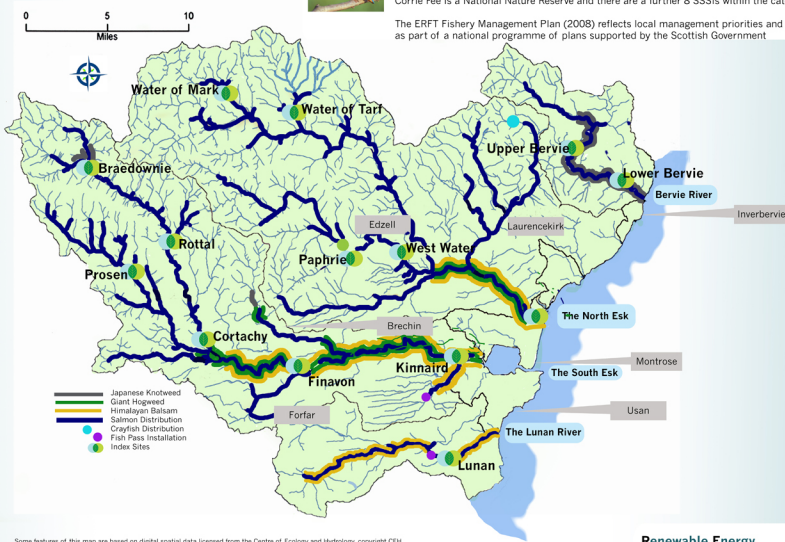 Corrie Fee is a National Nature Reserve and there are a further 8 SSSIs within the
The ERFT Fishery Management Plan (2008) reflects local management priorities and
as part of a national programme of plans supported by the Scottish Government
0 5 10
Miles
Water of Mark
Water of Tarf
Upper Bervie
Braedownie
Lower Bervie
Bervie River
Inverbervie
Edzell
Laurencekirk
Rottal
West Water
Paphrie
Prosen
The North Esk
Brechin
Cortachy
Kinnaird
Montrose
The South Esk
Finavon
Japanese Knotweed
Giant Hogweed
Himalayan Balsam
Salmon Distribution
Crayfish Distribution
Fish Pass Installation
Index Sites
Forfar
Usan
The Lunan River
Lunan
Some features of this map are based on digital spatial data licensed from the Centre of Ecology and Hydrology, copyright CEH
Renewable Energy